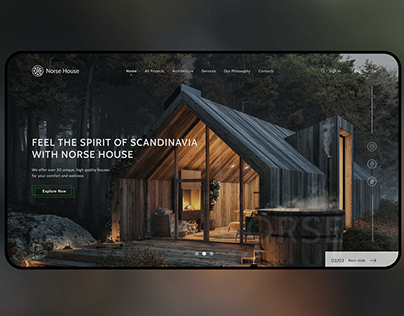 Norse House
Home All Projects Architecture Services Our Philosophy Contacts
Sign in
FEEL THE SPIRIT OF SCANDINAVIA
WITH NORSE HOUSE
We offer over 30 unique, high quality houses
for your comfort and wellness
Explore Now
NORSE
02/03 Next slide